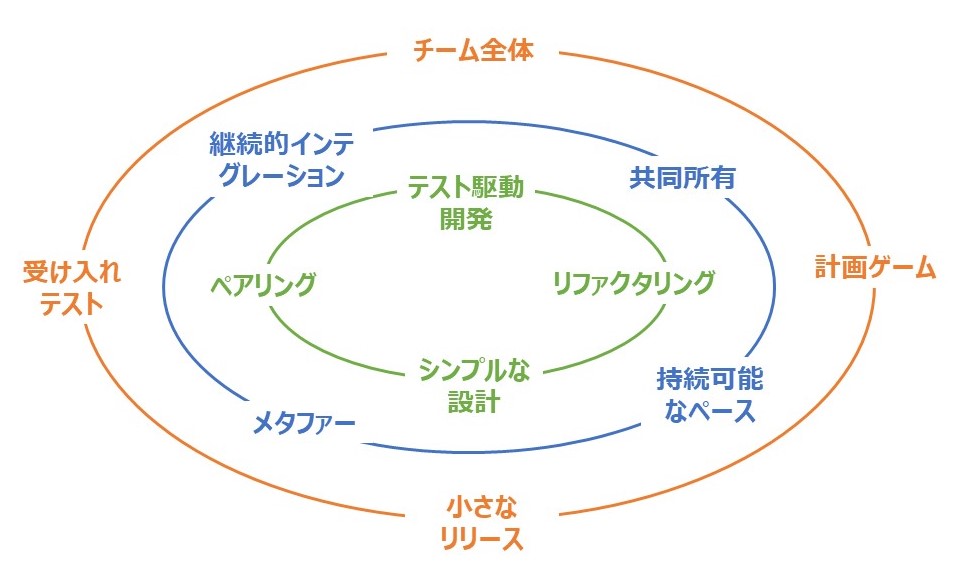 チーム全体
継続的インテ
グレーション
共同所有
テスト駆動
開発
受け入れ
テスト
ペアリング
リファクタリング
計画ゲーム
シンプルな
設計
持続可能
なペース
メタファー
小さな
リリース